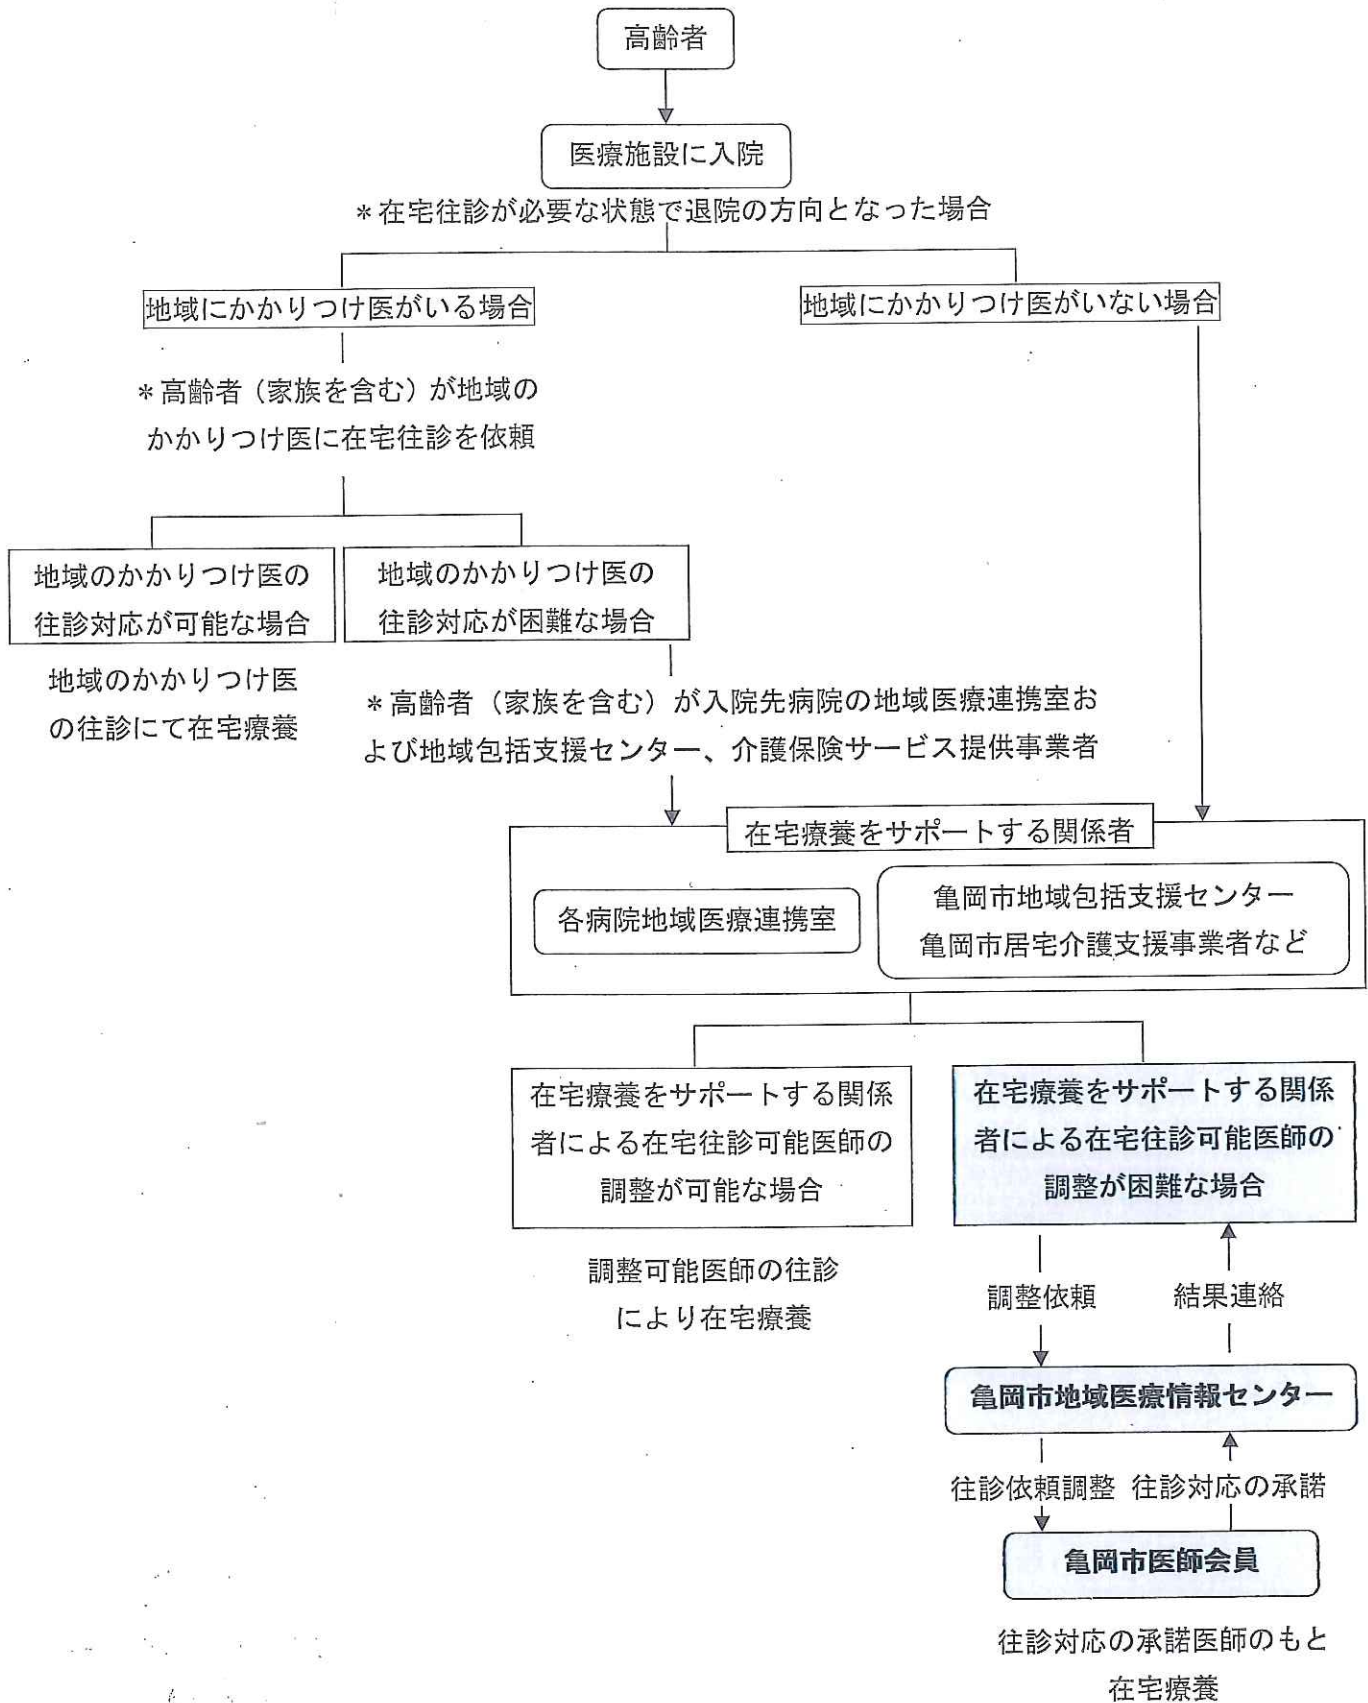 高齢者
医療施設に入院
＊在宅往診が必要な状態で退院の方向となった場合
地域にかかりつけ医がいる場合
地域にかかりつけ医がいない場合
＊高齢者（家族を含む）が地域の
かかりつけ医に在宅往診を依頼
地域のかかりつけ医の
往診対応が可能な場合
地域のかかりつけ医の
往診対応が困難な場合
地域のかかりつけ医
の往診にて在宅療養
＊高齢者（家族を含む）が入院先病院の地域医療連携室お
よび地域包括支援センター、介護保険サービス提供事業者
在宅療養をサポートする関係者
各病院地域医療連携室
亀岡市地域包括支援センター
亀岡市居宅介護支援事業者など
在宅療養をサポートする関係
者による在宅往診可能医師の
調整が可能な場合
在宅療養をサポートする関係
者による在宅往診可能医師の
調整が困難な場合
調整可能医師の往診
により在宅療養
調整依頼
結果連絡
亀岡市地域医療情報センター
往診依頼調整
往診対応の承諾
亀岡市医師会員
往診対応の承諾医師のもと
在宅療養